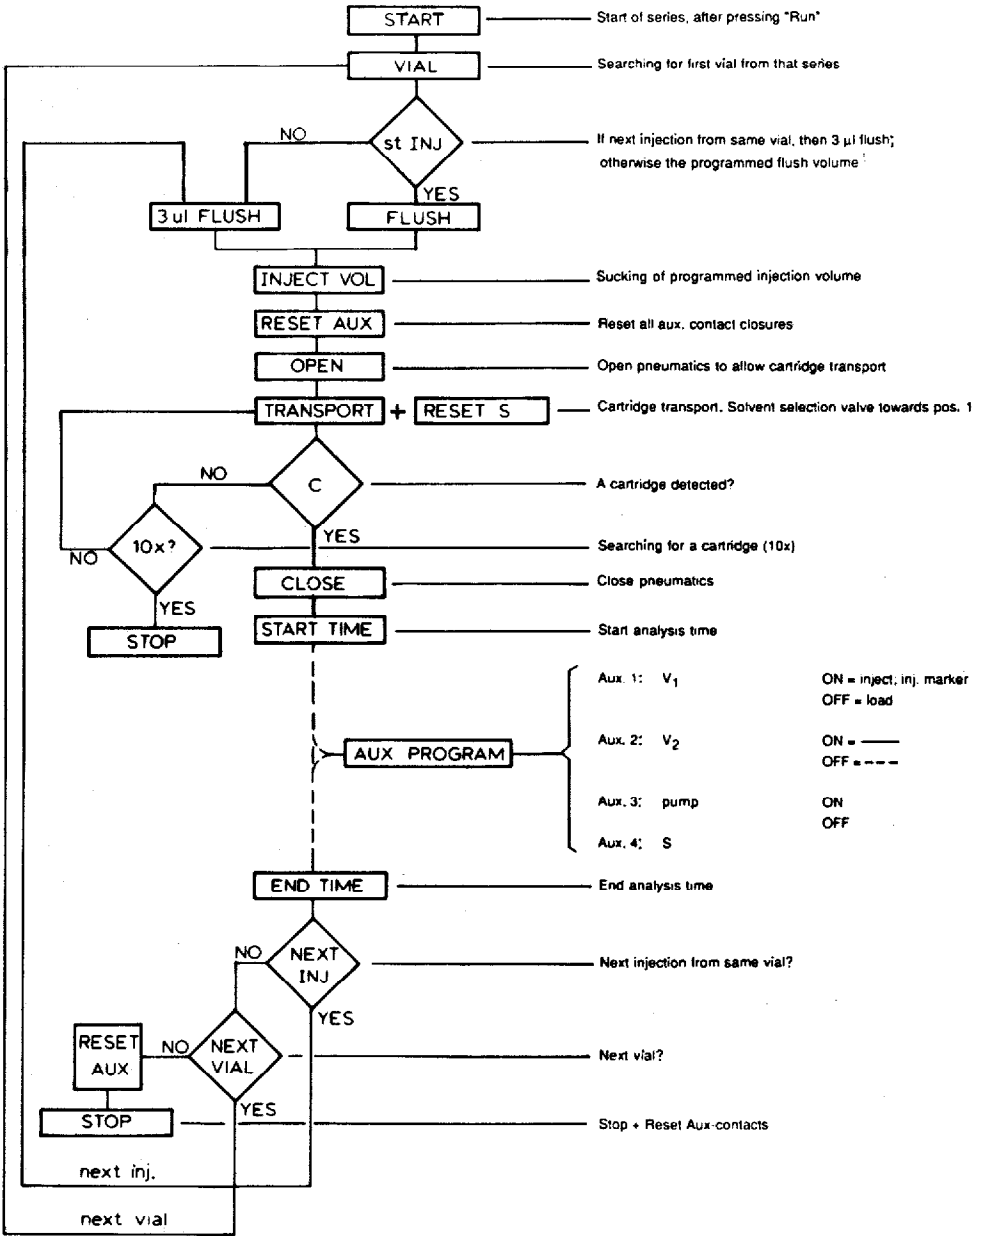 START
Start of series, after pressing "Run"
VIAL
Searching for first vial from that series
NO
st INJ
If next injection from same vial, then 3 µl flush;
otherwise the programmed flush volume
YES
3 ul FLUSH
FLUSH
INJECT VOL
Sucking of programmed injection volume
RESET AUX
Reset all aux. contact closures
OPEN
Open pneumatics to allow cartridge transport
TRANSPORT + RESET S
Cartridge transport. Solvent selection valve towards pos. 1
NO
C
A cartridge detected?
YES
10x?
NO
Searching for a cartridge (10x)
CLOSE
Close pneumatics
YES
START TIME
Start analysis time
STOP
Aux. 1: V1 ON = inject; inj. marker
OFF = load
Aux. 2: V2 ON = ——
OFF = ---
AUX PROGRAM
Aux. 3: pump ON
OFF
Aux. 4: S
END TIME
End analysis time
NO
NEXT
INJ
Next injection from same vial?
YES
RESET
AUX
NO
NEXT
VIAL
Next vial?
YES
STOP
Stop + Reset Aux-contacts
next inj.
next vial